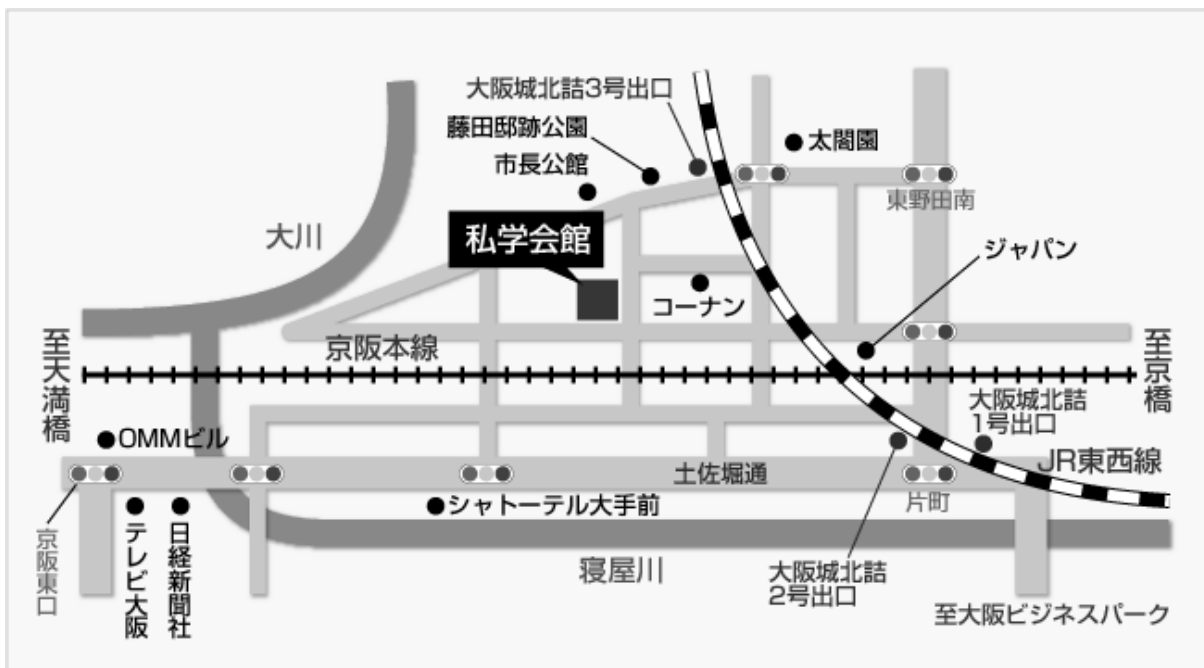 大阪城北詰3号出口
藤田邸跡公園
市長公館
太閤園
東野田南
大川
私学会館
ジャパン
コーナン
京阪本線
至天満橋
至京橋
大阪城北詰
1号出口
OMMビル
JR東西線
土佐堀通
シャトーテル大手前
片町
京阪東口
テレビ大阪
日経新聞社
寝屋川
大阪城北詰
2号出口
至大阪ビジネスパーク